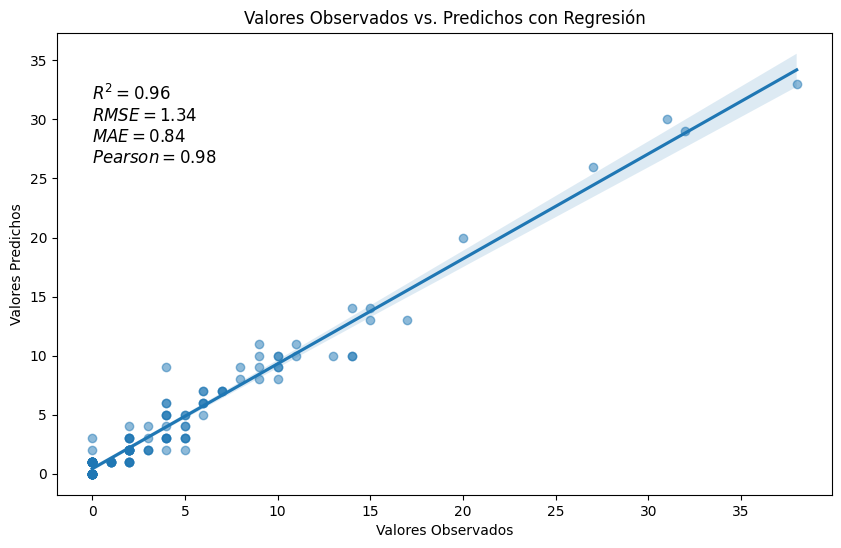 Valores Observados vs. Predichos con Regresión
R² = 0.96
RMSE = 1.34
MAE = 0.84
Pearson = 0.98
Valores Predichos
35
30
25
20
15
10
5
0
0 5 10 15 20 25 30 35
Valores Observados